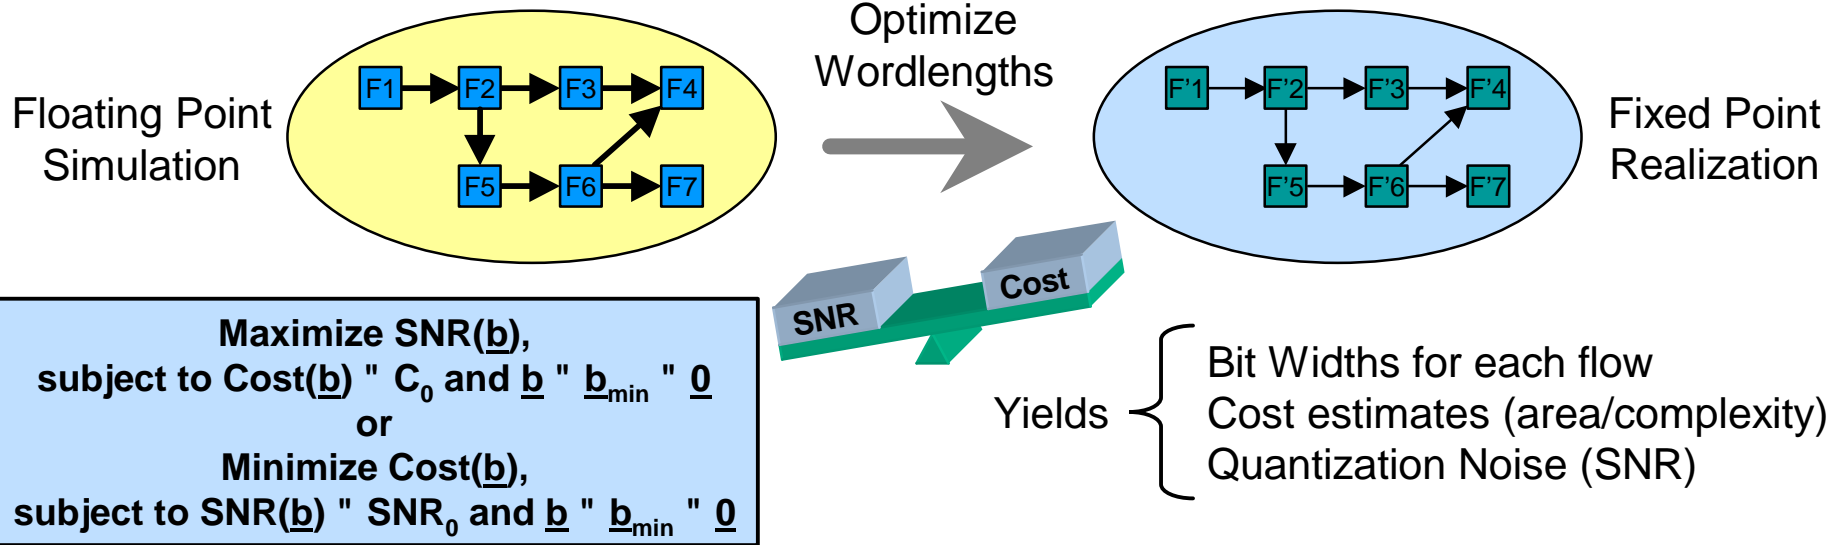 Optimize
Wordlengths
Floating Point
Simulation
F1 F2 F3 F4
F5 F6 F7
F'1 F'2 F'3 F'4
F'5 F'6 F'7
Fixed Point
Realization
SNR Cost
Maximize SNR(b),
subject to Cost(b) " C0 and b " bmin " 0
or
Minimize Cost(b),
subject to SNR(b) " SNR0 and b " bmin " 0
Yields
Bit Widths for each flow
Cost estimates (area/complexity)
Quantization Noise (SNR)